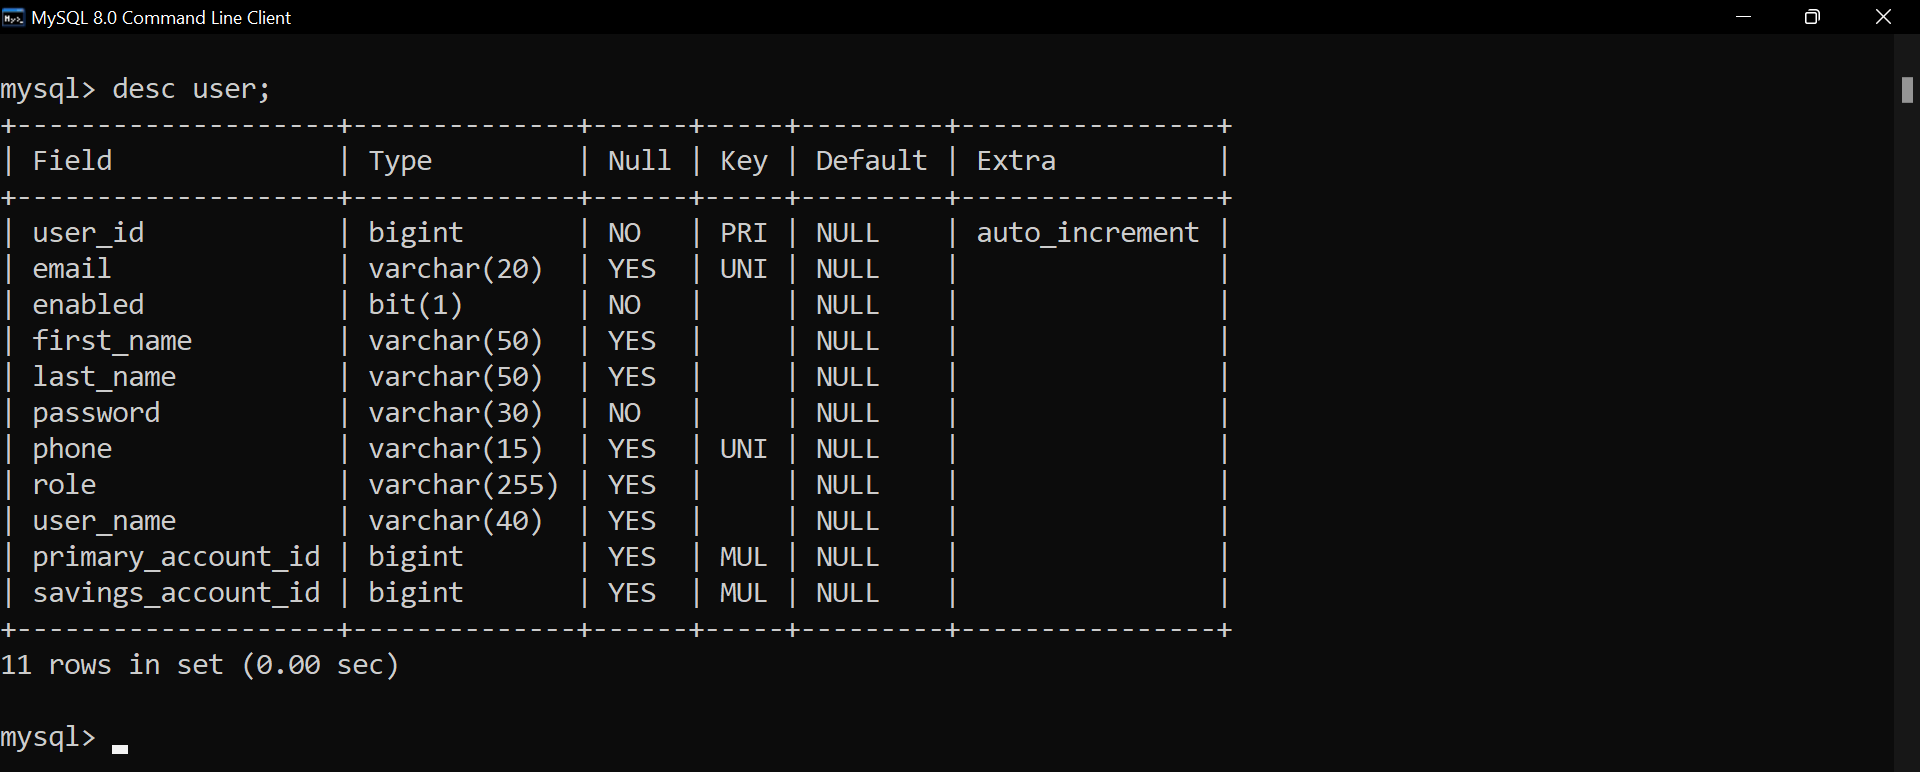 MySQL 8.0 Command Line Client
mysql> desc user;
+--------------------+--------------+------+-----+---------+----------------+
| Field              | Type         | Null | Key | Default | Extra          |
+--------------------+--------------+------+-----+---------+----------------+
| user_id            | bigint       | NO   | PRI | NULL    | auto_increment |
| email              | varchar(20)  | YES  | UNI | NULL    |                |
| enabled            | bit(1)       | NO   |     | NULL    |                |
| first_name         | varchar(50)  | YES  |     | NULL    |                |
| last_name          | varchar(50)  | YES  |     | NULL    |                |
| password           | varchar(30)  | NO   |     | NULL    |                |
| phone              | varchar(15)  | YES  | UNI | NULL    |                |
| role               | varchar(255) | YES  |     | NULL    |                |
| user_name          | varchar(40)  | YES  |     | NULL    |                |
| primary_account_id | bigint       | YES  | MUL | NULL    |                |
| savings_account_id | bigint       | YES  | MUL | NULL    |                |
+--------------------+--------------+------+-----+---------+----------------+
11 rows in set (0.00 sec)
mysql>